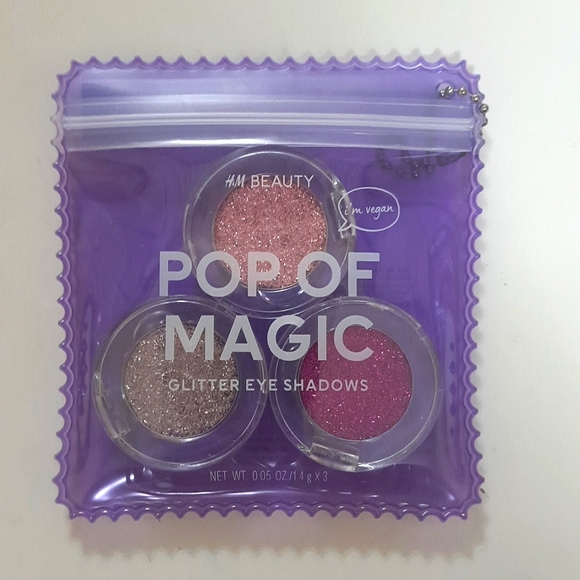 H&M BEAUTY
i'm vegan
POP OF
MAGIC
GLITTER EYE SHADOWS
NET WT. 0.05 OZ/1.4 g X 3